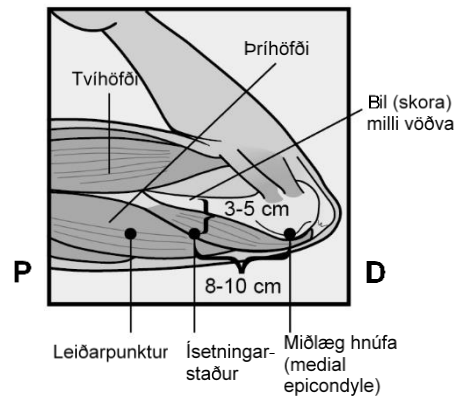 Þríhöfði
Tvíhöfði
Bil (skora)
milli vöðva
3-5 cm
P
D
8-10 cm
Leiðarpunktur
Ísetningar-
staður
Miðlæg hnúfa
(medial
epicondyle)